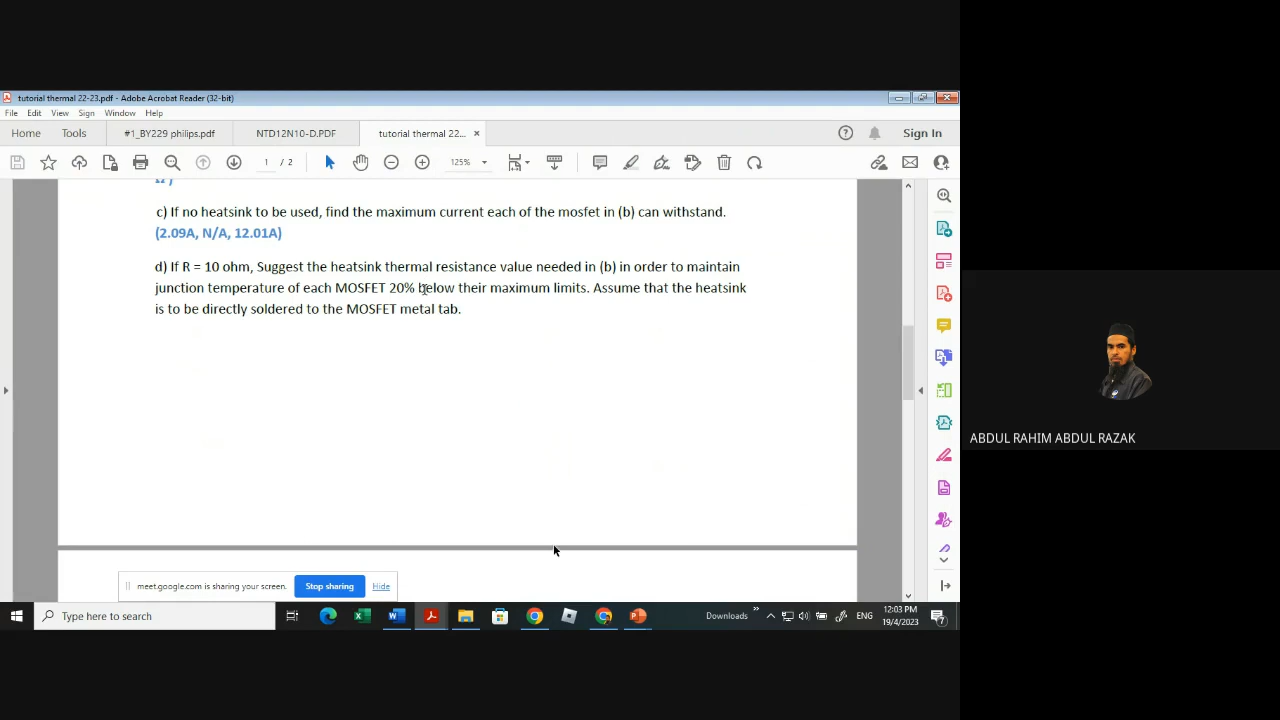 tutorial thermal 22-23.pdf - Adobe Acrobat Reader (32-bit)
File Edit View Sign Window Help
Home Tools #1_BY229 philips.pdf NTD12N10-D.PDF tutorial thermal 22... × Sign In
1 / 2 125%
c) If no heatsink to be used, find the maximum current each of the mosfet in (b) can withstand.
(2.09A, N/A, 12.01A)
d) If R = 10 ohm, Suggest the heatsink thermal resistance value needed in (b) in order to maintain
junction temperature of each MOSFET 20% below their maximum limits. Assume that the heatsink
is to be directly soldered to the MOSFET metal tab.
ABDUL RAHIM ABDUL RAZAK
meet.google.com is sharing your screen. Stop sharing Hide
Type here to search Downloads ENG 12:03 PM
19/4/2023